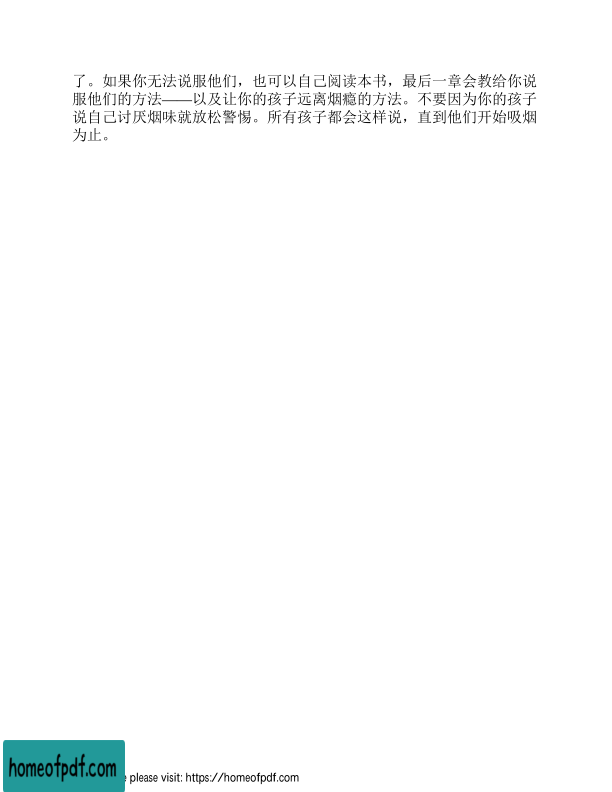 了。如果你无法说服他们，也可以自己阅读本书，最后一章会教给你说
服他们的方法——以及让你的孩子远离烟瘾的方法。不要因为你的孩子
说自己讨厌烟味就放松警惕。所有孩子都会这样说，直到他们开始吸烟
为止。
homeofpdf.com
please visit: https://homeofpdf.com